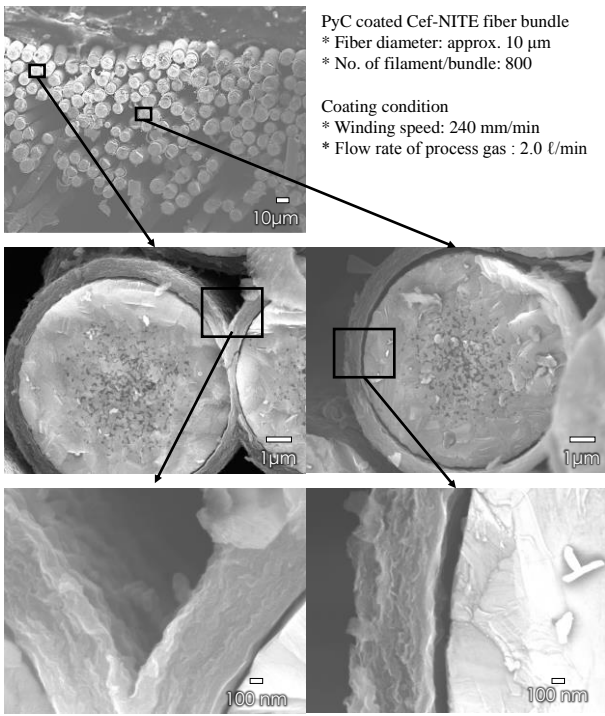 PyC coated Cef-NITE fiber bundle
* Fiber diameter: approx. 10 μm
* No. of filament/bundle: 800
Coating condition
* Winding speed: 240 mm/min
* Flow rate of process gas : 2.0 ℓ/min
10μm
1μm
1μm
100 nm
100 nm